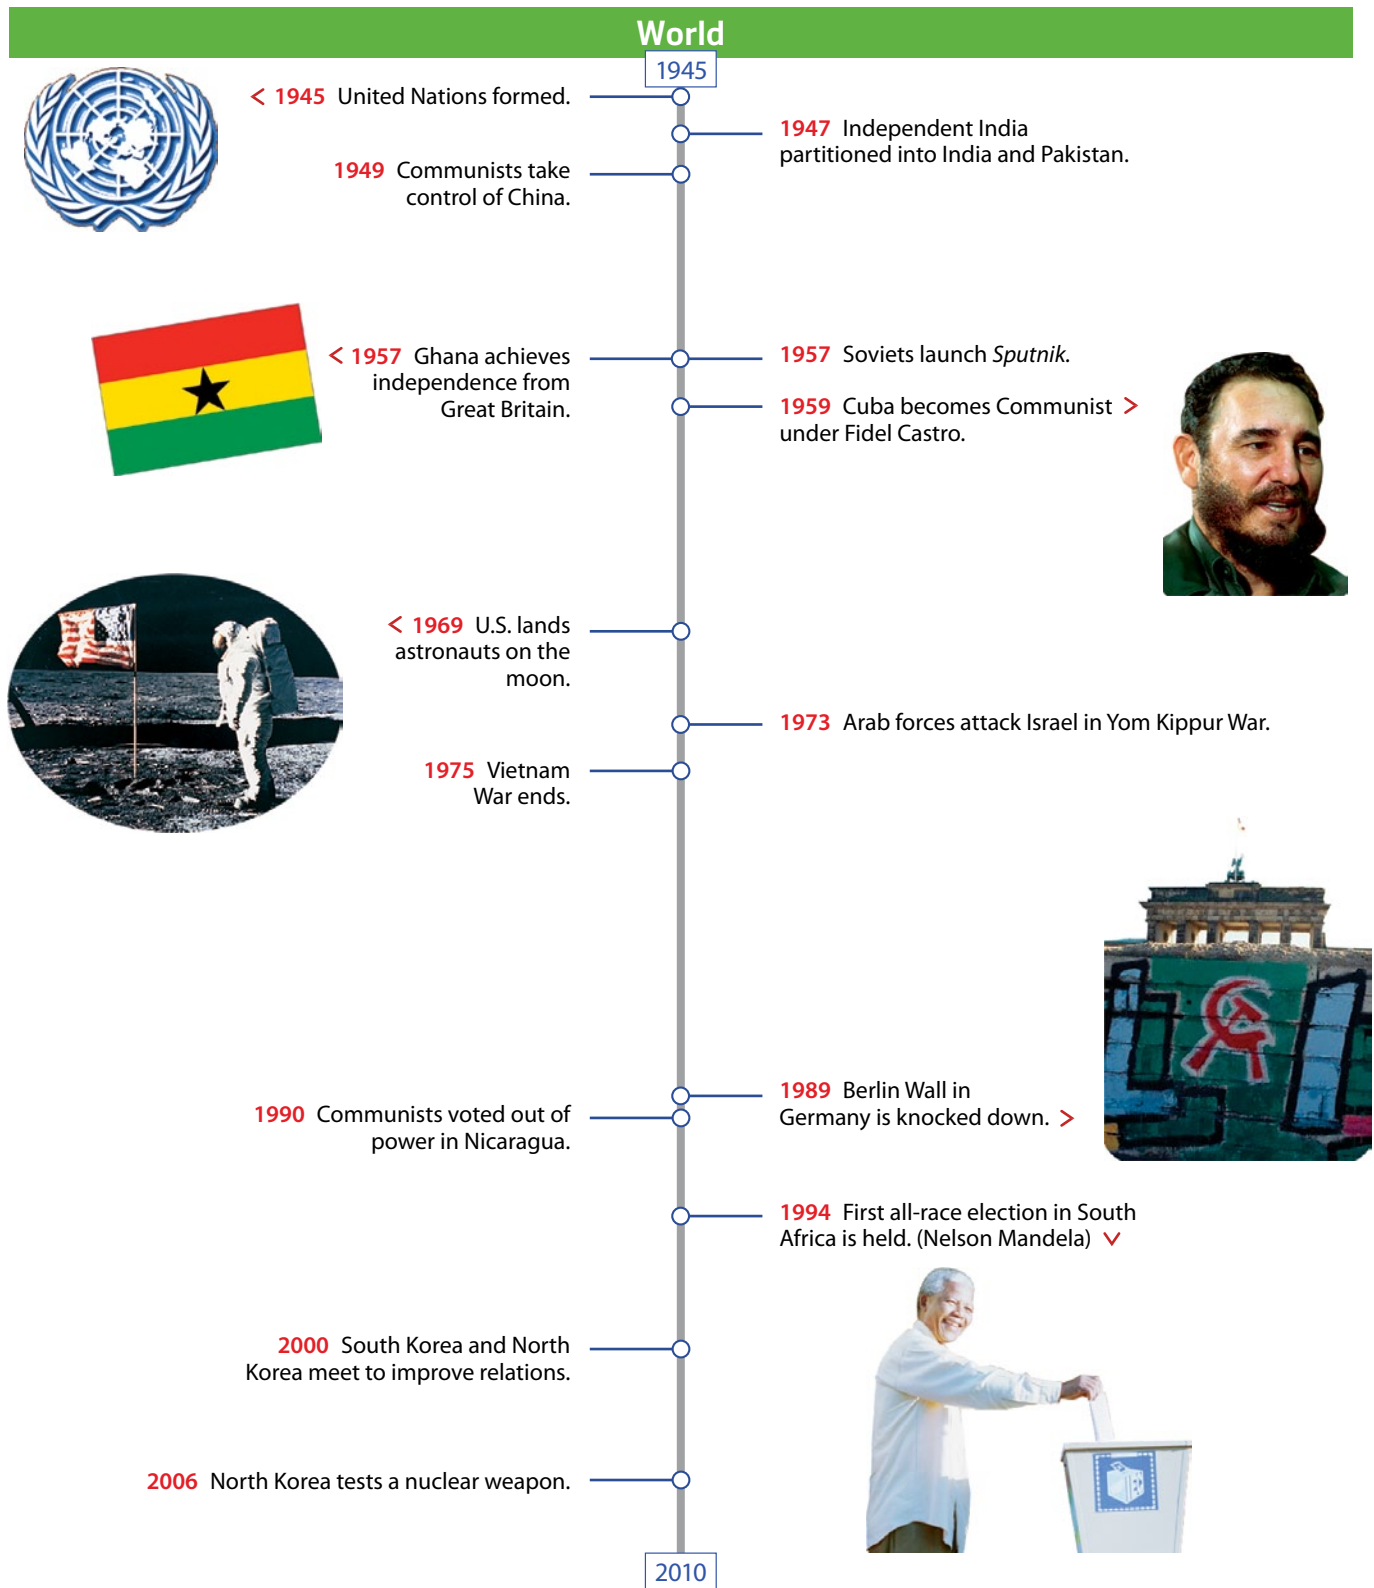 World
1945
< 1945 United Nations formed.
1947 Independent India
partitioned into India and Pakistan.
1949 Communists take
control of China.
< 1957 Ghana achieves
independence from
Great Britain.
1957 Soviets launch Sputnik.
1959 Cuba becomes Communist >
under Fidel Castro.
< 1969 U.S. lands
astronauts on the
moon.
1973 Arab forces attack Israel in Yom Kippur War.
1975 Vietnam
War ends.
1989 Berlin Wall in
Germany is knocked down. >
1990 Communists voted out of
power in Nicaragua.
1994 First all-race election in South
Africa is held. (Nelson Mandela)
2000 South Korea and North
Korea meet to improve relations.
2006 North Korea tests a nuclear weapon.
2010